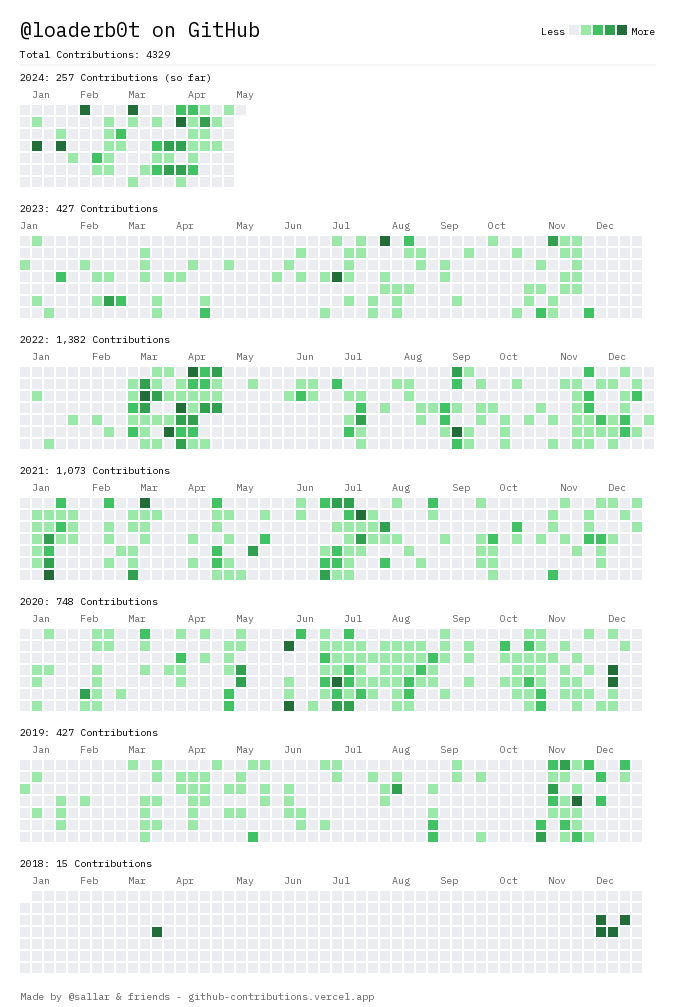 @loaderb0t on GitHub
Less More
Total Contributions: 4329
2024: 257 Contributions (so far)
Jan Feb Mar Apr May
2023: 427 Contributions
Jan Feb Mar Apr May Jun Jul Aug Sep Oct Nov Dec
2022: 1,382 Contributions
Jan Feb Mar Apr May Jun Jul Aug Sep Oct Nov Dec
2021: 1,073 Contributions
Jan Feb Mar Apr May Jun Jul Aug Sep Oct Nov Dec
2020: 748 Contributions
Jan Feb Mar Apr May Jun Jul Aug Sep Oct Nov Dec
2019: 427 Contributions
Jan Feb Mar Apr May Jun Jul Aug Sep Oct Nov Dec
2018: 15 Contributions
Jan Feb Mar Apr May Jun Jul Aug Sep Oct Nov Dec
Made by @sallar & friends - github-contributions.vercel.app